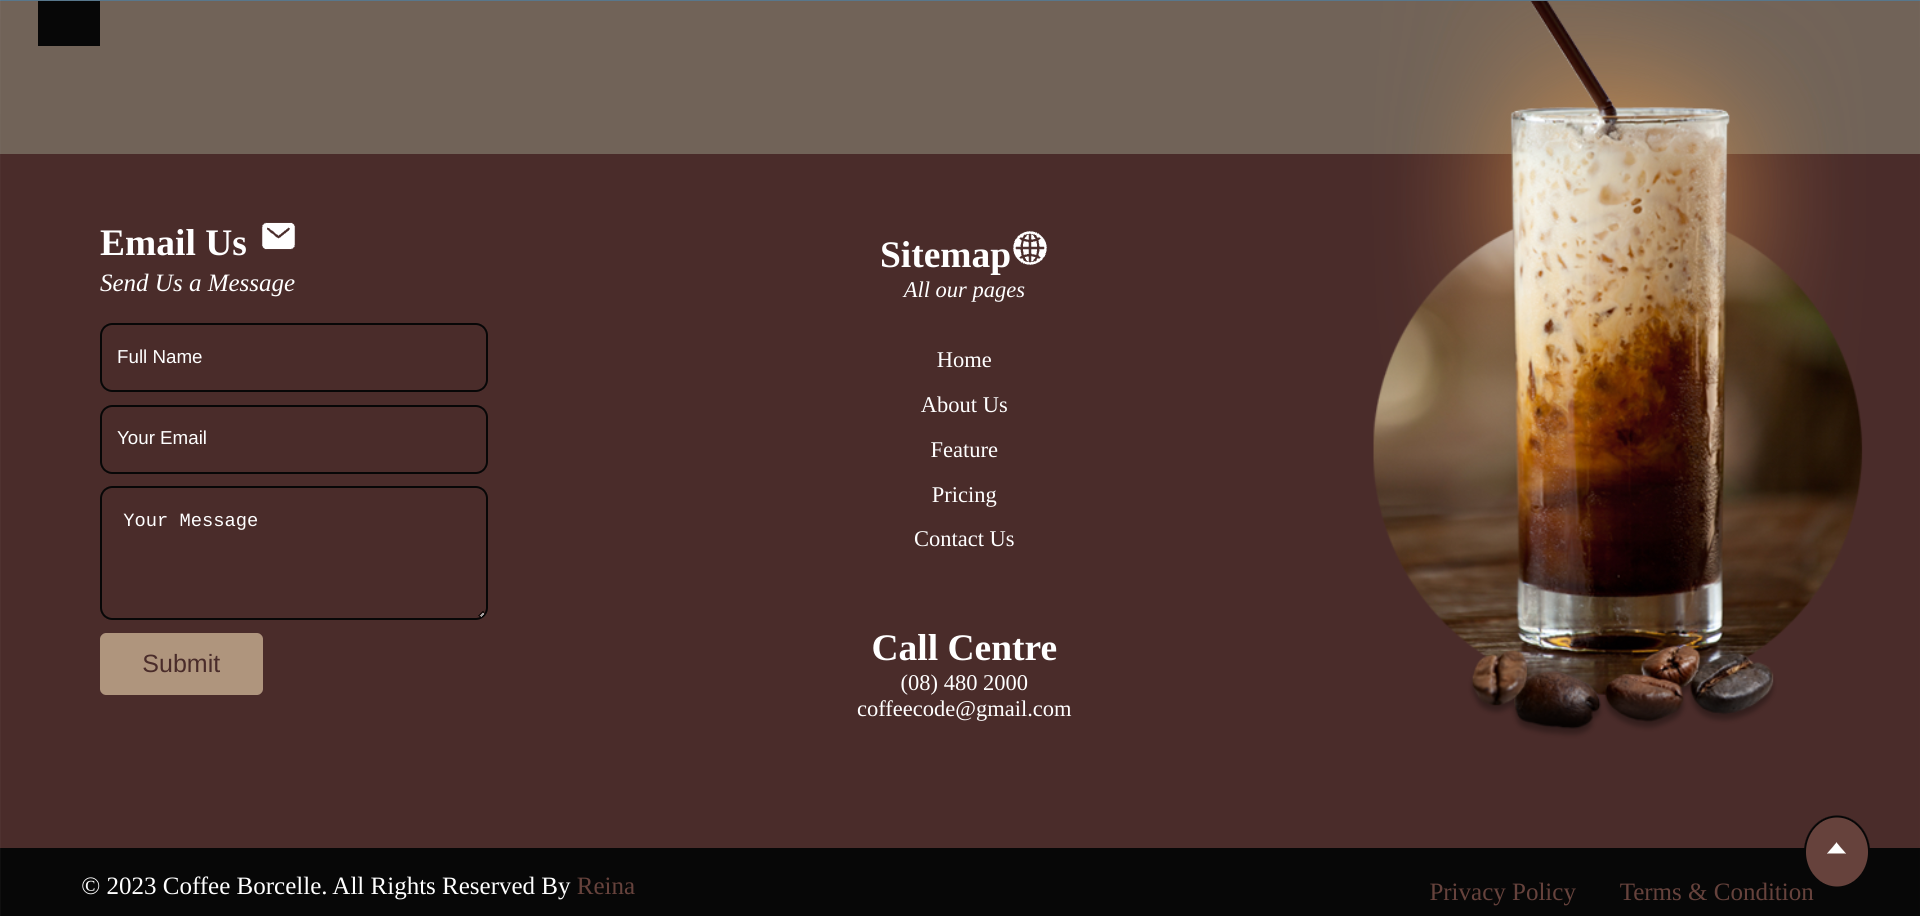 Email Us
Send Us a Message
Full Name
Your Email
Your Message
Submit
Sitemap
All our pages
Home
About Us
Feature
Pricing
Contact Us
Call Centre
(08) 480 2000
coffeecode@gmail.com
© 2023 Coffee Borcelle. All Rights Reserved By Reina
Privacy Policy
Terms & Condition